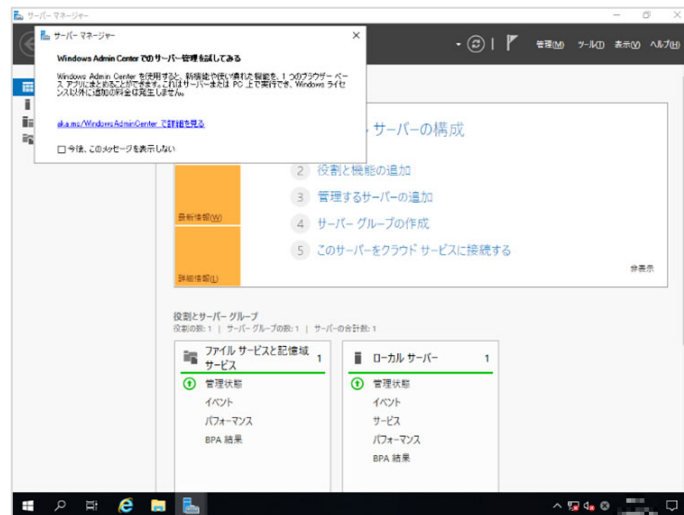 サーバー マネージャー
サーバー マネージャー
Windows Admin Center でのサーバー管理を試してみる
Windows Admin Center を使用すると、新機能や使い慣れた機能を、1 つのブラウザー ベー
ス アプリにまとめることができます。これはサーバーまたは PC 上で実行でき、Windows ライセ
ンス以外に追加の料金は発生しません。
aka.ms/WindowsAdminCenter で詳細を見る
今後、このメッセージを表示しない
管理(M) ツール(T) 表示(V) ヘルプ(H)
サーバーの構成
2 役割と機能の追加
3 管理するサーバーの追加
最新情報(W)
4 サーバー グループの作成
5 このサーバーをクラウド サービスに接続する
非表示
詳細情報(L)
役割とサーバー グループ
役割の数: 1 | サーバー グループの数: 1 | サーバーの合計数: 1
ファイル サービスと記憶域
サービス 1
管理状態
イベント
パフォーマンス
BPA 結果
ローカル サーバー 1
管理状態
イベント
サービス
パフォーマンス
BPA 結果